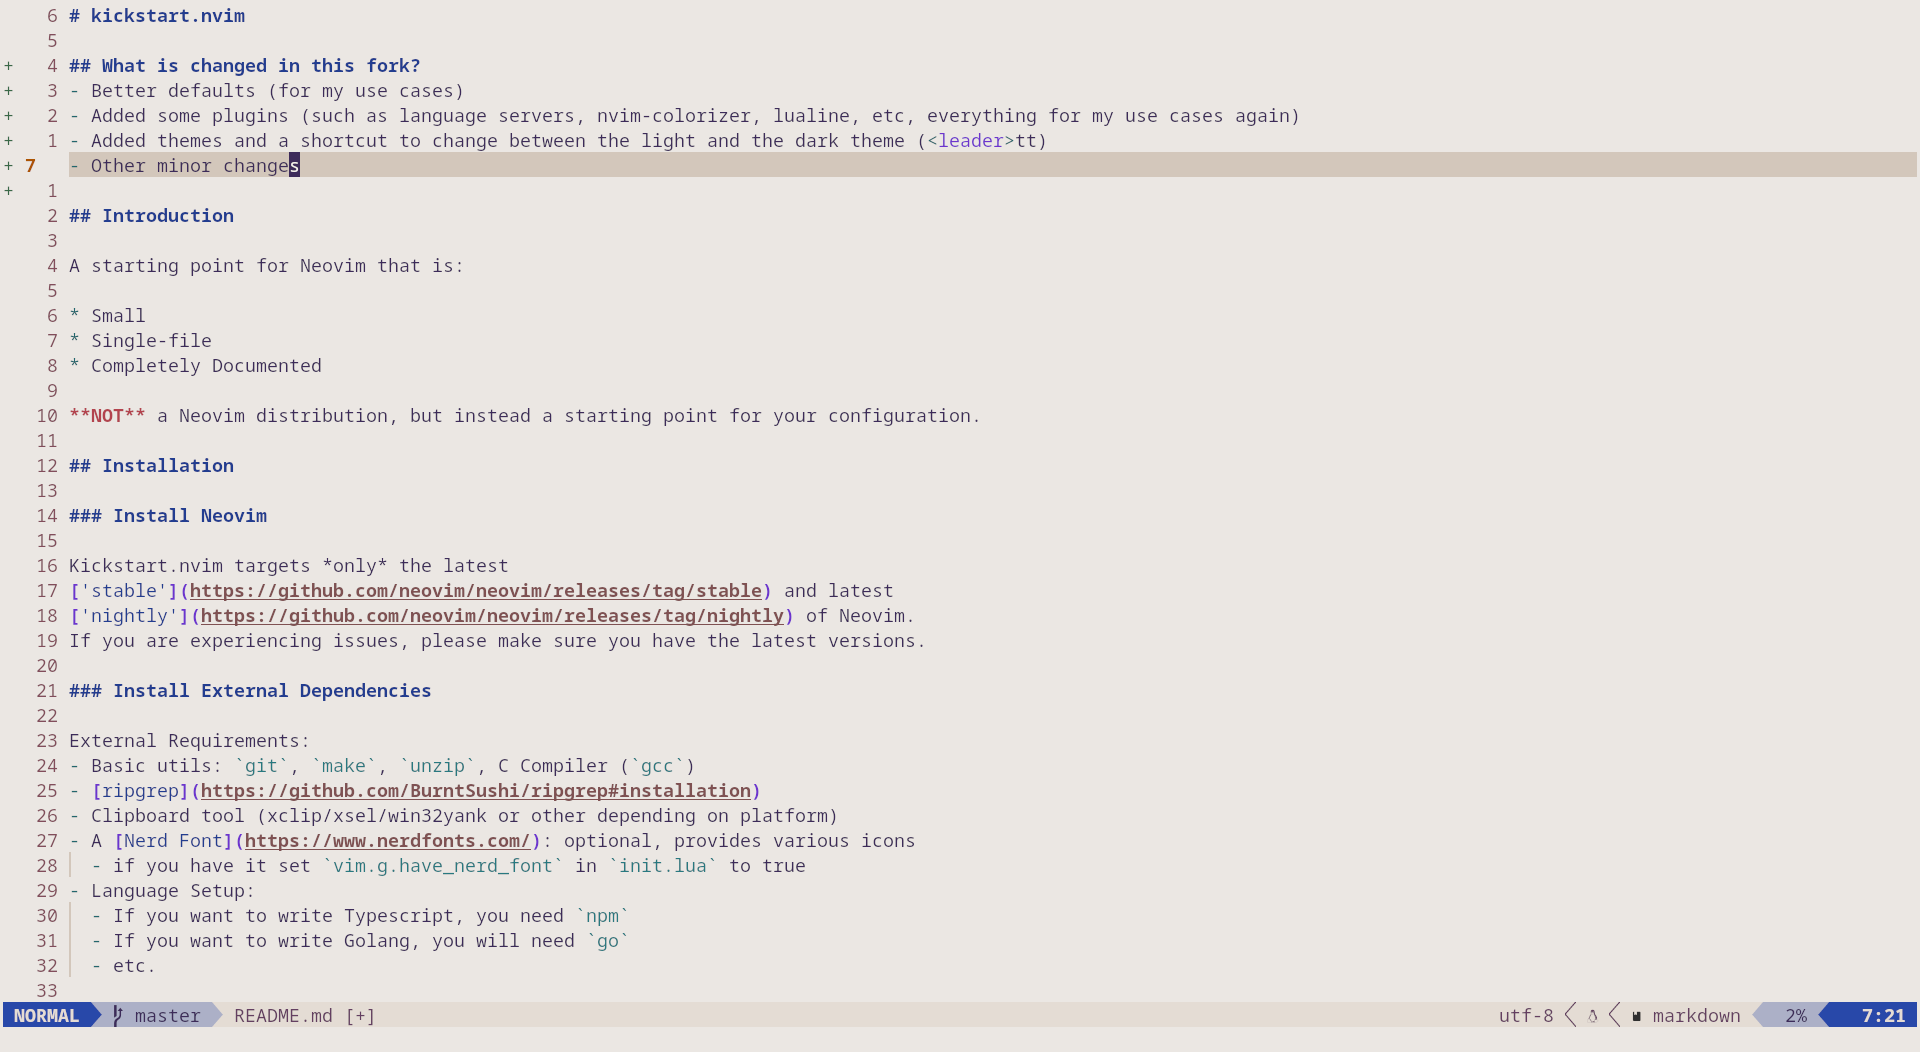 6 # kickstart.nvim
5
+ 4 ## What is changed in this fork?
+ 3 - Better defaults (for my use cases)
+ 2 - Added some plugins (such as language servers, nvim-colorizer, lualine, etc, everything for my use cases again)
+ 1 - Added themes and a shortcut to change between the light and the dark theme (<leader>tt)
+ 7 - Other minor changes
+ 1
2 ## Introduction
3
4 A starting point for Neovim that is:
5
6 * Small
7 * Single-file
8 * Completely Documented
9
10 **NOT** a Neovim distribution, but instead a starting point for your configuration.
11
12 ## Installation
13
14 ### Install Neovim
15
16 Kickstart.nvim targets *only* the latest
17 ['stable'](https://github.com/neovim/neovim/releases/tag/stable) and latest
18 ['nightly'](https://github.com/neovim/neovim/releases/tag/nightly) of Neovim.
19 If you are experiencing issues, please make sure you have the latest versions.
20
21 ### Install External Dependencies
22
23 External Requirements:
24 - Basic utils: `git`, `make`, `unzip`, C Compiler (`gcc`)
25 - [ripgrep](https://github.com/BurntSushi/ripgrep#installation)
26 - Clipboard tool (xclip/xsel/win32yank or other depending on platform)
27 - A [Nerd Font](https://www.nerdfonts.com/): optional, provides various icons
28   - if you have it set `vim.g.have_nerd_font` in `init.lua` to true
29 - Language Setup:
30   - If you want to write Typescript, you need `npm`
31   - If you want to write Golang, you will need `go`
32   - etc.
33
NORMAL master README.md [+] utf-8 markdown 2% 7:21